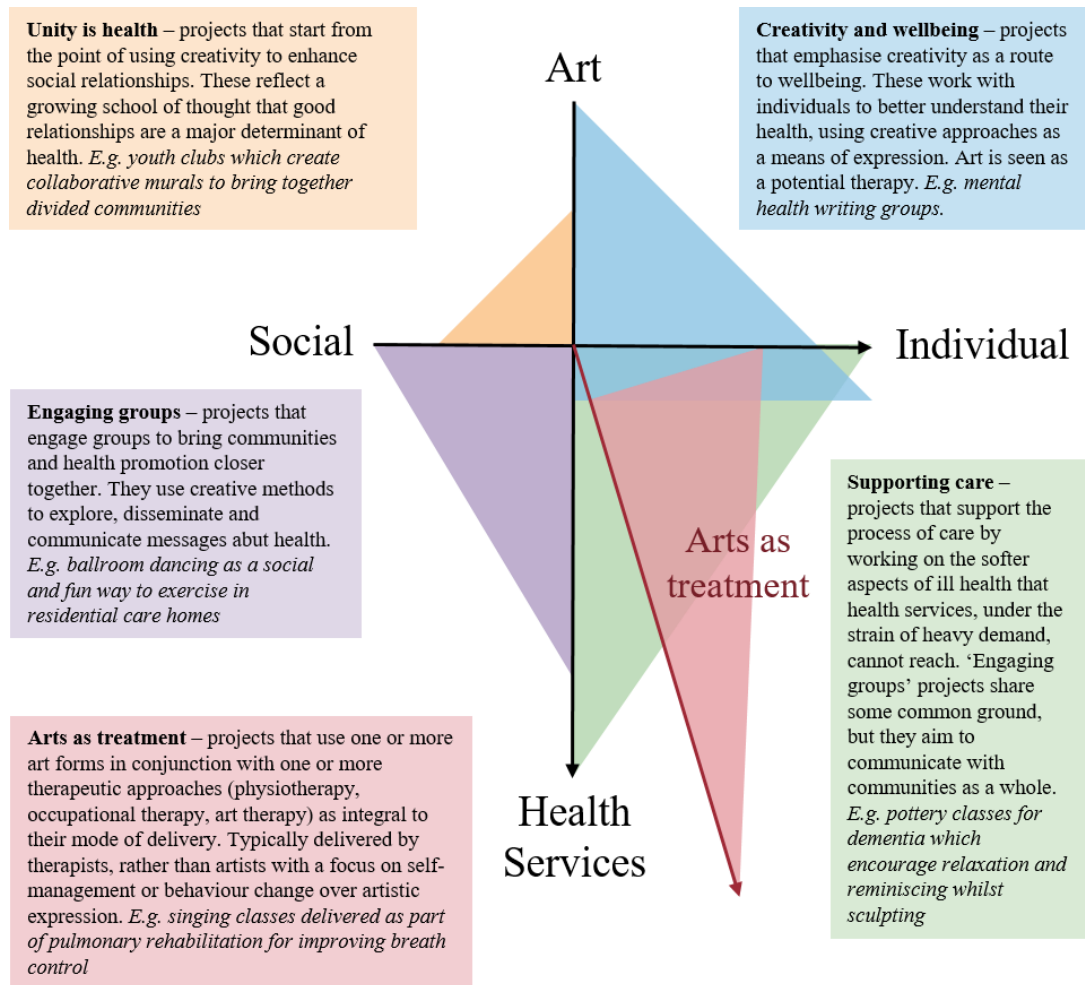 Unity is health – projects that start from
the point of using creativity to enhance
social relationships. These reflect a
growing school of thought that good
relationships are a major determinant of
health. E.g. youth clubs which create
collaborative murals to bring together
divided communities
Art
Creativity and wellbeing – projects
that emphasise creativity as a route
to wellbeing. These work with
individuals to better understand their
health, using creative approaches as
a means of expression. Art is seen as
a potential therapy. E.g. mental
health writing groups.
Social
Individual
Engaging groups – projects that
engage groups to bring communities
and health promotion closer
together. They use creative methods
to explore, disseminate and
communicate messages abut health.
E.g. ballroom dancing as a social
and fun way to exercise in
residential care homes
Arts as
treatment
Supporting care –
projects that support the
process of care by
working on the softer
aspects of ill health that
health services, under the
strain of heavy demand,
cannot reach. ‘Engaging
groups’ projects share
some common ground,
but they aim to
communicate with
communities as a whole.
E.g. pottery classes for
dementia which
encourage relaxation and
reminiscing whilst
sculpting
Arts as treatment – projects that use one or more
art forms in conjunction with one or more
therapeutic approaches (physiotherapy,
occupational therapy, art therapy) as integral to
their mode of delivery. Typically delivered by
therapists, rather than artists with a focus on self-
management or behaviour change over artistic
expression. E.g. singing classes delivered as part
of pulmonary rehabilitation for improving breath
control
Health
Services